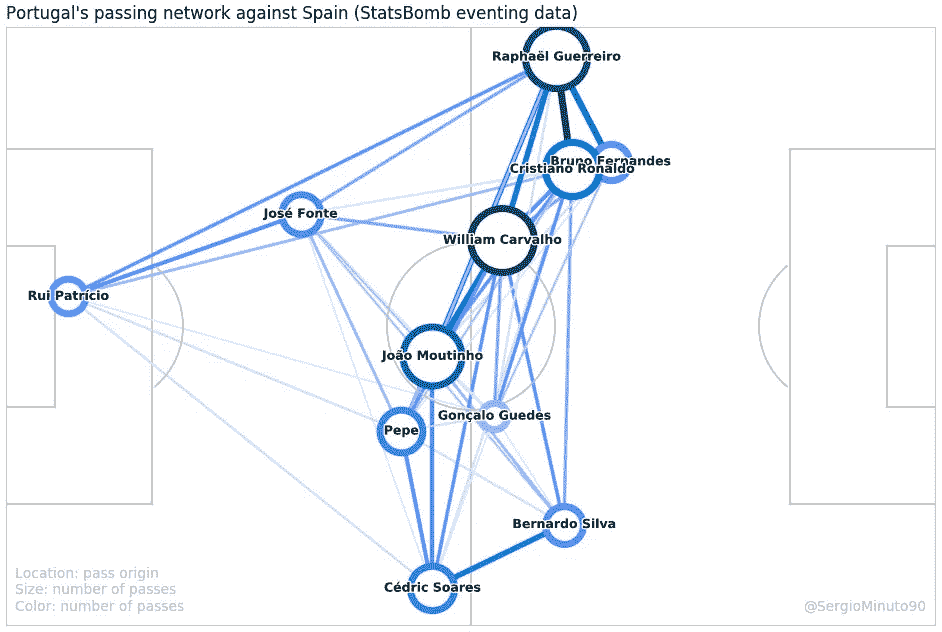 Portugal's passing network against Spain (StatsBomb eventing data)
Raphaël Guerreiro
Bruno Fernandes
Cristiano Ronaldo
José Fonte
William Carvalho
Rui Patrício
João Moutinho
Gonçalo Guedes
Pepe
Bernardo Silva
Cédric Soares
Location: pass origin
Size: number of passes
Color: number of passes
@SergioMinuto90